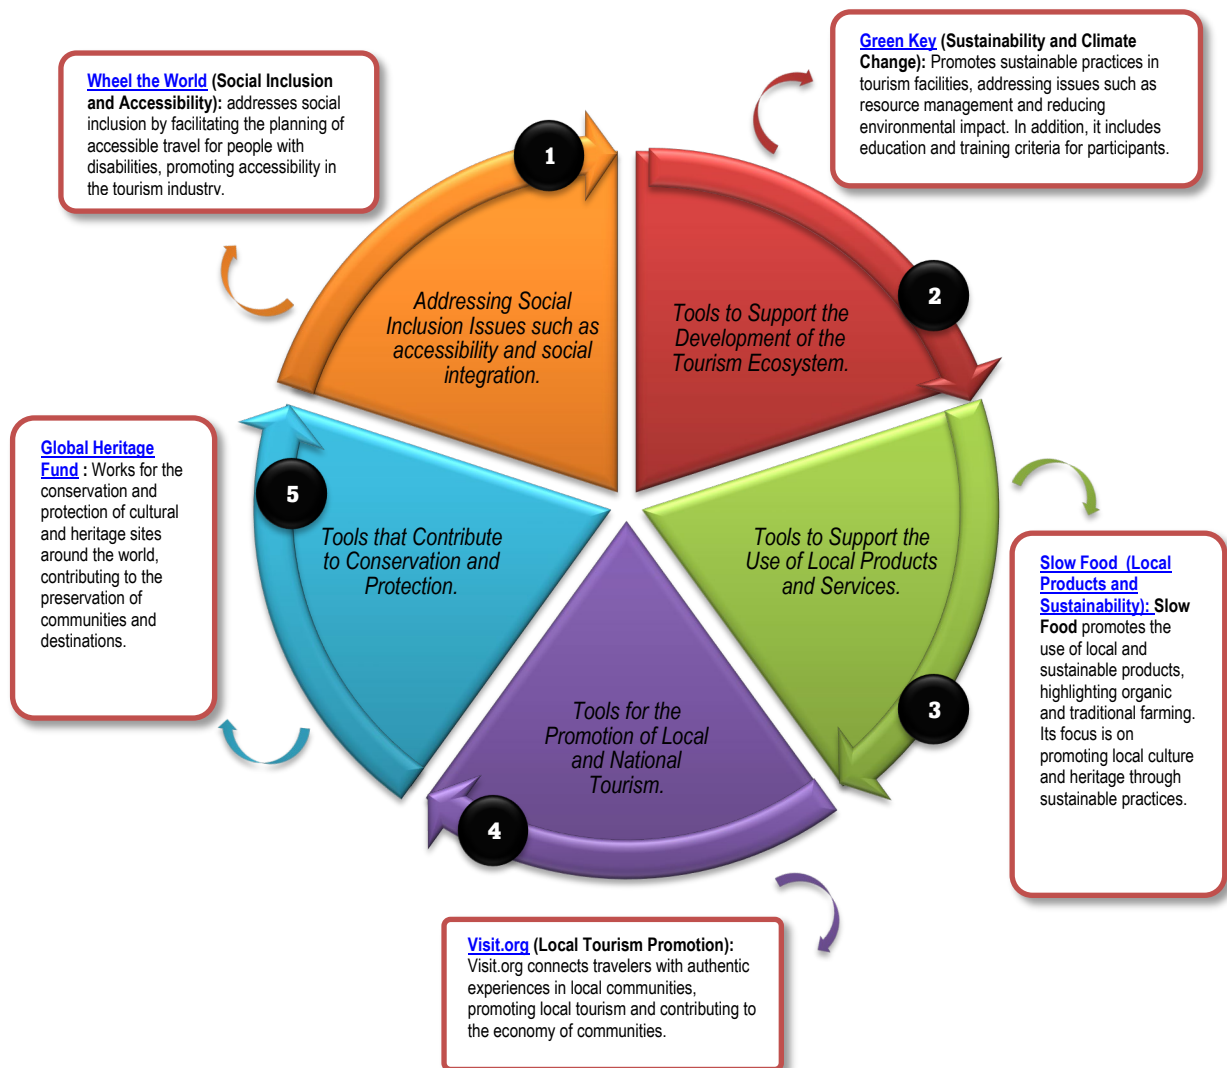 Wheel the World (Social Inclusion
and Accessibility): addresses social
inclusion by facilitating the planning of
accessible travel for people with
disabilities, promoting accessibility in
the tourism industry.
Green Key (Sustainability and Climate
Change): Promotes sustainable practices in
tourism facilities, addressing issues such as
resource management and reducing
environmental impact. In addition, it includes
education and training criteria for participants.
1
Addressing Social
Inclusion Issues such as
accessibility and social
integration.
2
Tools to Support the
Development of the
Tourism Ecosystem.
Global Heritage
Fund : Works for the
conservation and
protection of cultural
and heritage sites
around the world,
contributing to the
preservation of
communities and
destinations.
5
Tools that Contribute
to Conservation and
Protection.
Tools to Support the
Use of Local Products
and Services.
3
Slow Food (Local
Products and
Sustainability): Slow
Food promotes the
use of local and
sustainable products,
highlighting organic
and traditional farming.
Its focus is on
promoting local culture
and heritage through
sustainable practices.
Tools for the
Promotion of Local
and National
Tourism.
4
Visit.org (Local Tourism Promotion):
Visit.org connects travelers with authentic
experiences in local communities,
promoting local tourism and contributing to
the economy of communities.